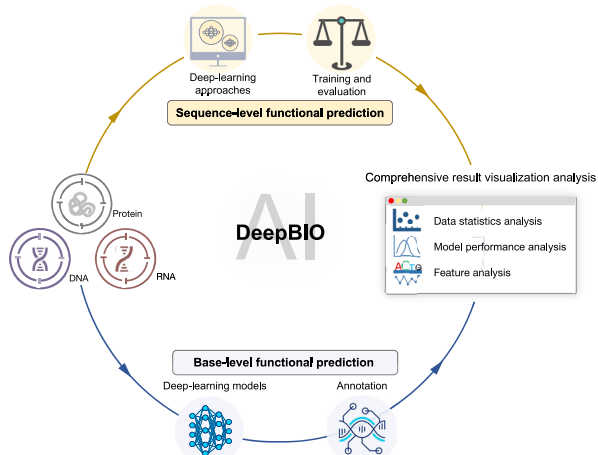 Deep-learning
approaches
Training and
evaluation
Sequence-level functional prediction
Comprehensive result visualization analysis
Protein
DNA
RNA
AI
DeepBIO
Data statistics analysis
Model performance analysis
ACTG
Feature analysis
Base-level functional prediction
Deep-learning models
Annotation